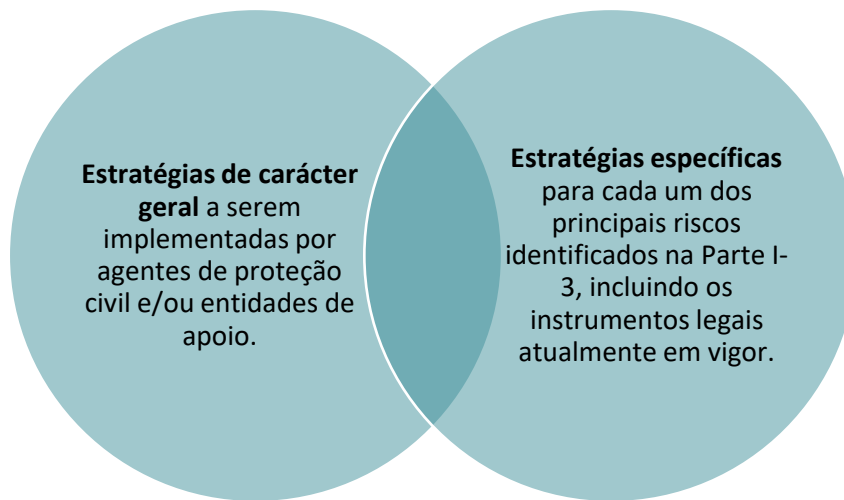 Estratégias de carácter
geral a serem
implementadas por
agentes de proteção
civil e/ou entidades de
apoio.
Estratégias específicas
para cada um dos
principais riscos
identificados na Parte I-
3, incluindo os
instrumentos legais
atualmente em vigor.